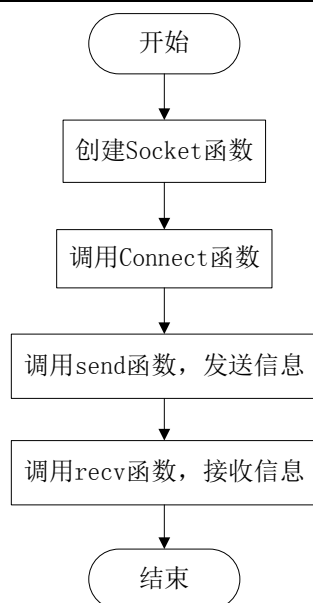 开始
创建Socket函数
调用Connect函数
调用send函数，发送信息
调用recv函数，接收信息
结束